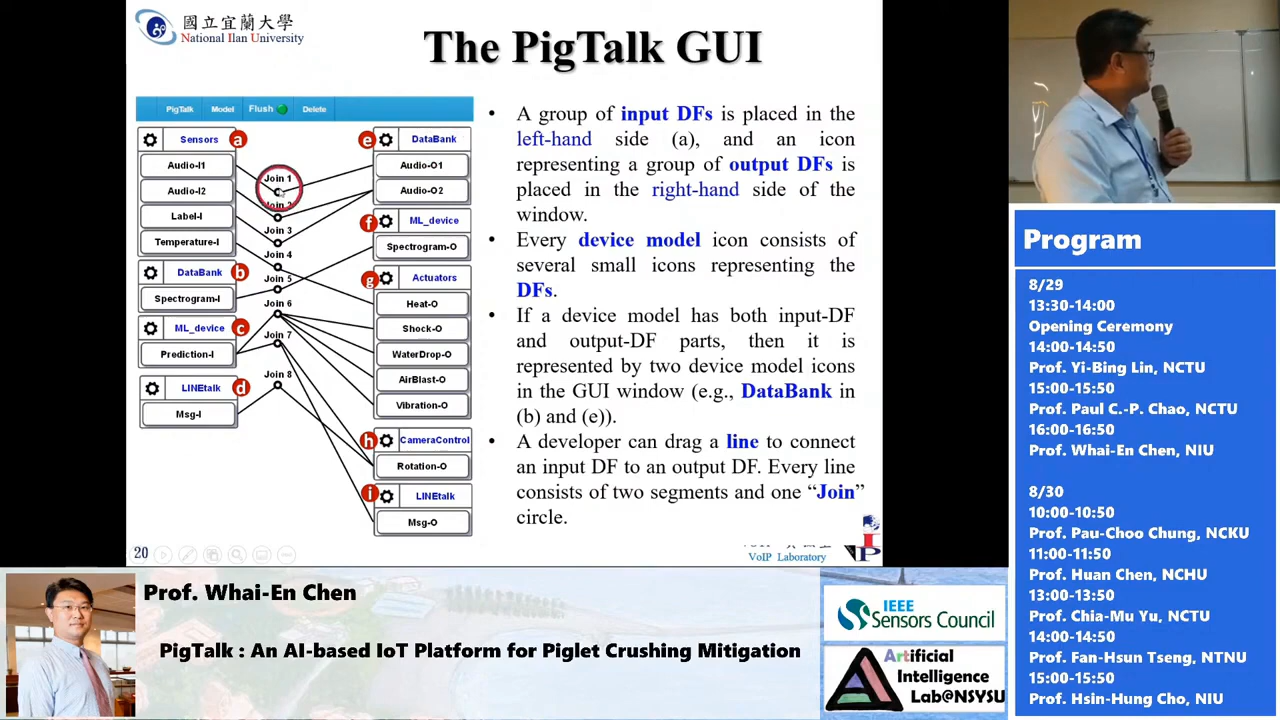 國立宜蘭大學
National Ilan University
The PigTalk GUI
PigTalk Model Flush Delete
Sensors a
Audio-I1
Audio-I2
Label-I
Temperature-I
DataBank b
Spectrogram-I
ML_device c
Prediction-I
LINEtalk d
Msg-I
Join 1
Join 2
Join 3
Join 4
Join 5
Join 6
Join 7
Join 8
e DataBank
Audio-O1
Audio-O2
f ML_device
Spectrogram-O
g Actuators
Heat-O
Shock-O
WaterDrop-O
AirBlast-O
Vibration-O
h CameraControl
Rotation-O
i LINEtalk
Msg-O
• A group of input DFs is placed in the
left-hand side (a), and an icon
representing a group of output DFs is
placed in the right-hand side of the
window.
• Every device model icon consists of
several small icons representing the
DFs.
• If a device model has both input-DF
and output-DF parts, then it is
represented by two device model icons
in the GUI window (e.g., DataBank in
(b) and (e)).
• A developer can drag a line to connect
an input DF to an output DF. Every line
consists of two segments and one “Join”
circle.
20
IP
VoIP Laboratory
Program
8/29
13:30-14:00
Opening Ceremony
14:00-14:50
Prof. Yi-Bing Lin, NCTU
15:00-15:50
Prof. Paul C.-P. Chao, NCTU
16:00-16:50
Prof. Whai-En Chen, NIU
8/30
10:00-10:50
Prof. Pau-Choo Chung, NCKU
11:00-11:50
Prof. Huan Chen, NCHU
13:00-13:50
Prof. Chia-Mu Yu, NCTU
14:00-14:50
Prof. Fan-Hsun Tseng, NTNU
15:00-15:50
Prof. Hsin-Hung Cho, NIU
Prof. Whai-En Chen
PigTalk : An AI-based IoT Platform for Piglet Crushing Mitigation
IEEE
Sensors Council
Artificial
Intelligence
Lab@NSYSU